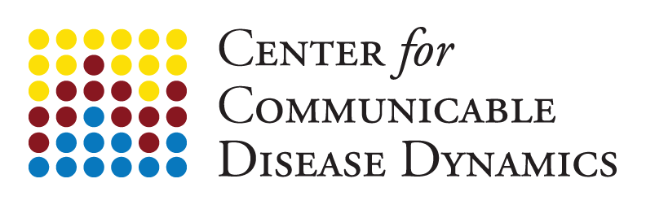 Center for
Communicable
Disease Dynamics